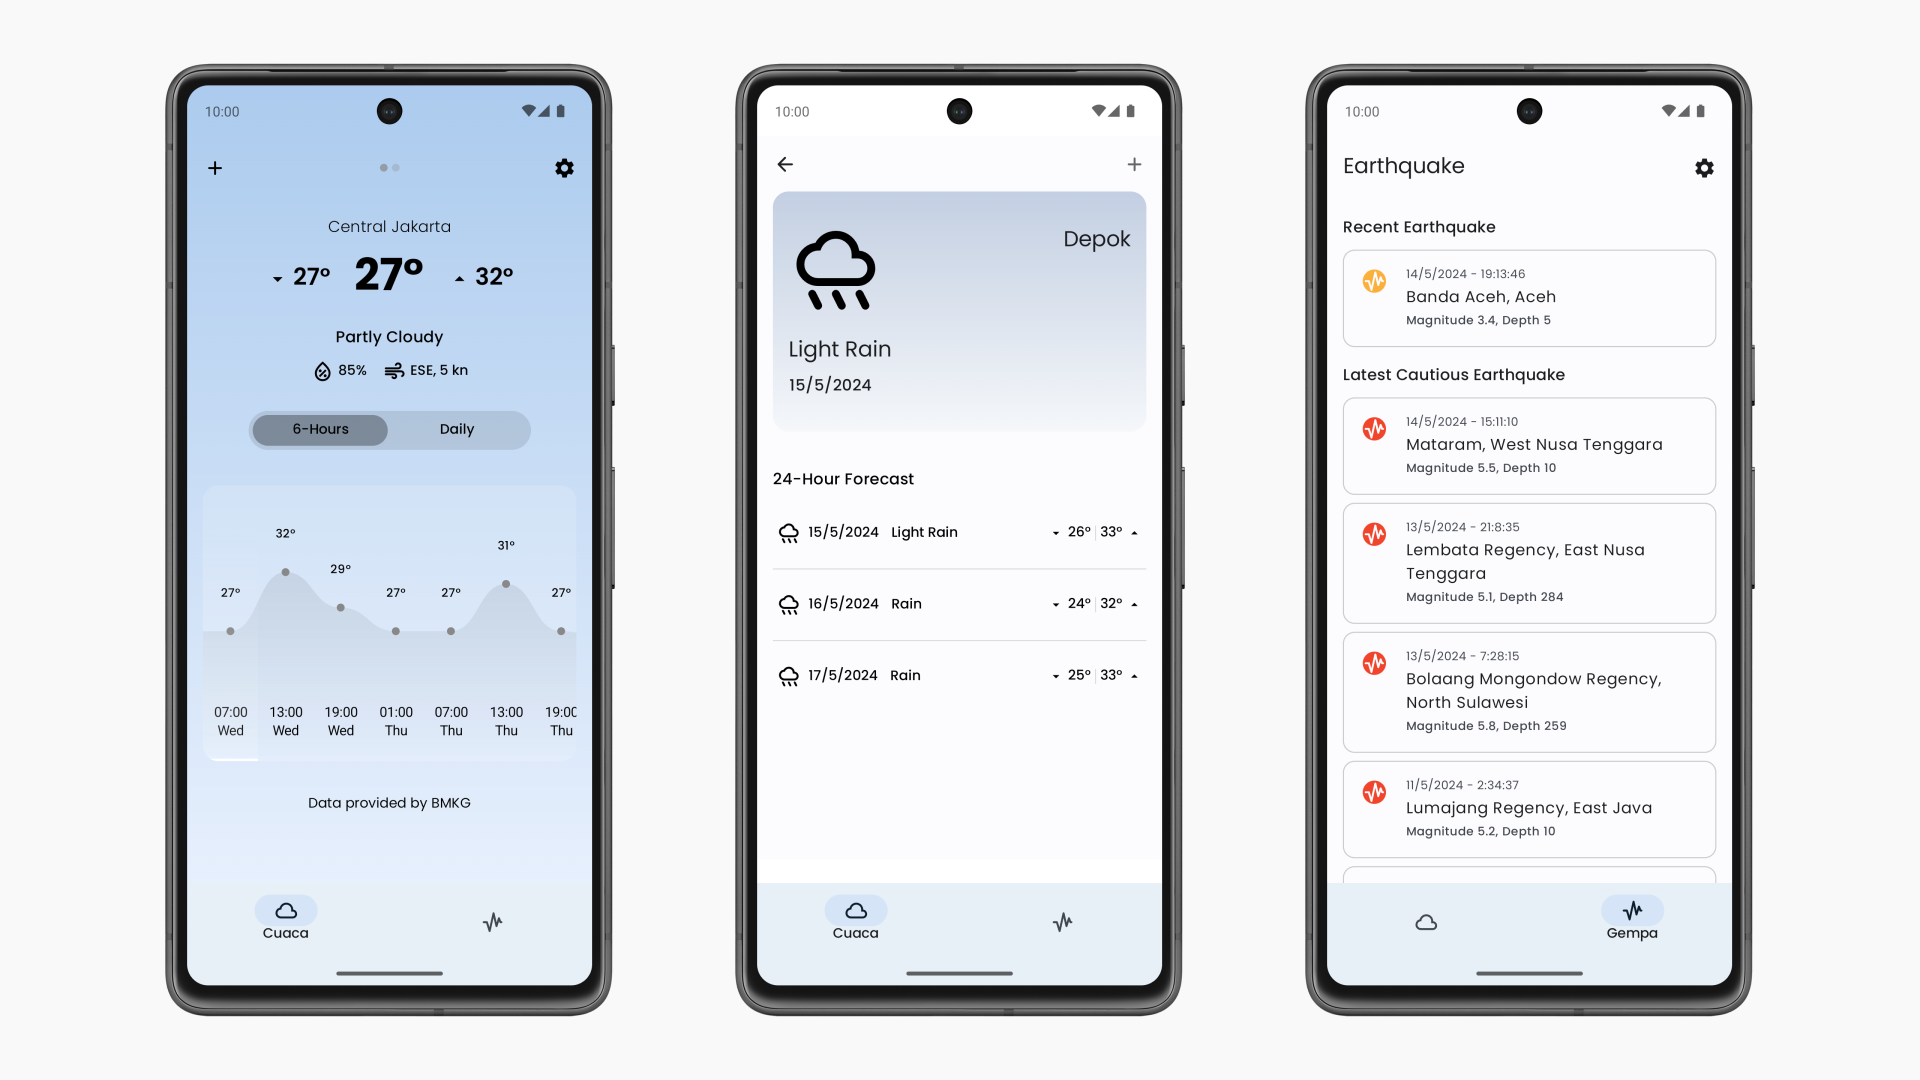 10:00
Central Jakarta
27° 27° 32°
Partly Cloudy
85% ESE, 5 kn
6-Hours Daily
32°
31°
29°
27° 27° 27° 27°
07:00 13:00 19:00 01:00 07:00 13:00 19:00
Wed Wed Wed Thu Thu Thu Thu
Data provided by BMKG
Cuaca
10:00
Depok
Light Rain
15/5/2024
24-Hour Forecast
15/5/2024 Light Rain 26° 33°
16/5/2024 Rain 24° 32°
17/5/2024 Rain 25° 33°
Cuaca
10:00
Earthquake
Recent Earthquake
14/5/2024 - 19:13:46
Banda Aceh, Aceh
Magnitude 3.4, Depth 5
Latest Cautious Earthquake
14/5/2024 - 15:11:10
Mataram, West Nusa Tenggara
Magnitude 5.5, Depth 10
13/5/2024 - 21:8:35
Lembata Regency, East Nusa
Tenggara
Magnitude 5.1, Depth 284
13/5/2024 - 7:28:15
Bolaang Mongondow Regency,
North Sulawesi
Magnitude 5.8, Depth 259
11/5/2024 - 2:34:37
Lumajang Regency, East Java
Magnitude 5.2, Depth 10
Gempa